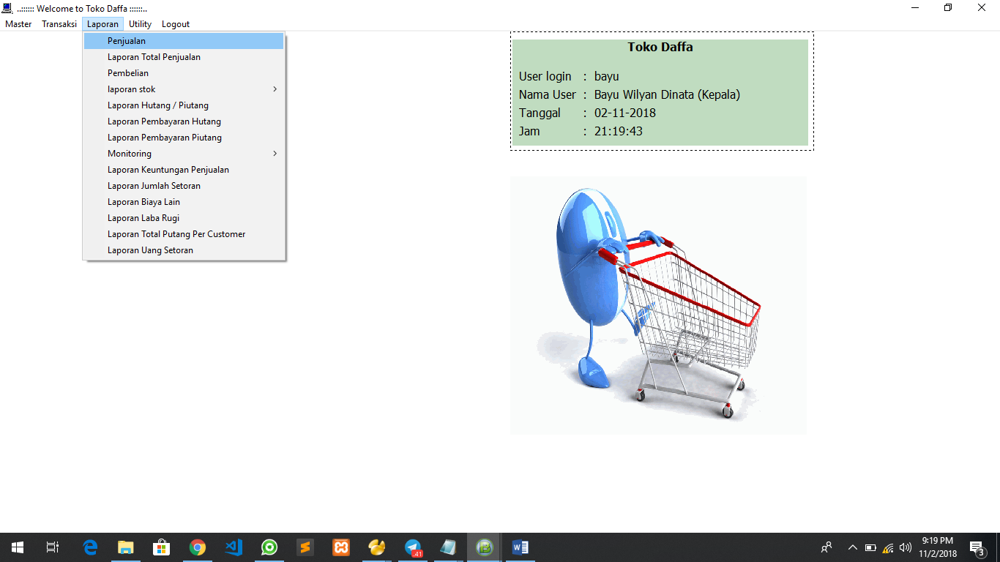 ..:::::: Welcome to Toko Daffa ::::::..
Master Transaksi Laporan Utility Logout
Penjualan
Laporan Total Penjualan
Pembelian
laporan stok
Laporan Hutang / Piutang
Laporan Pembayaran Hutang
Laporan Pembayaran Piutang
Monitoring
Laporan Keuntungan Penjualan
Laporan Jumlah Setoran
Laporan Biaya Lain
Laporan Laba Rugi
Laporan Total Putang Per Customer
Laporan Uang Setoran
Toko Daffa
User login : bayu
Nama User : Bayu Wilyan Dinata (Kepala)
Tanggal : 02-11-2018
Jam : 21:19:43
41
9:19 PM
11/2/2018
3